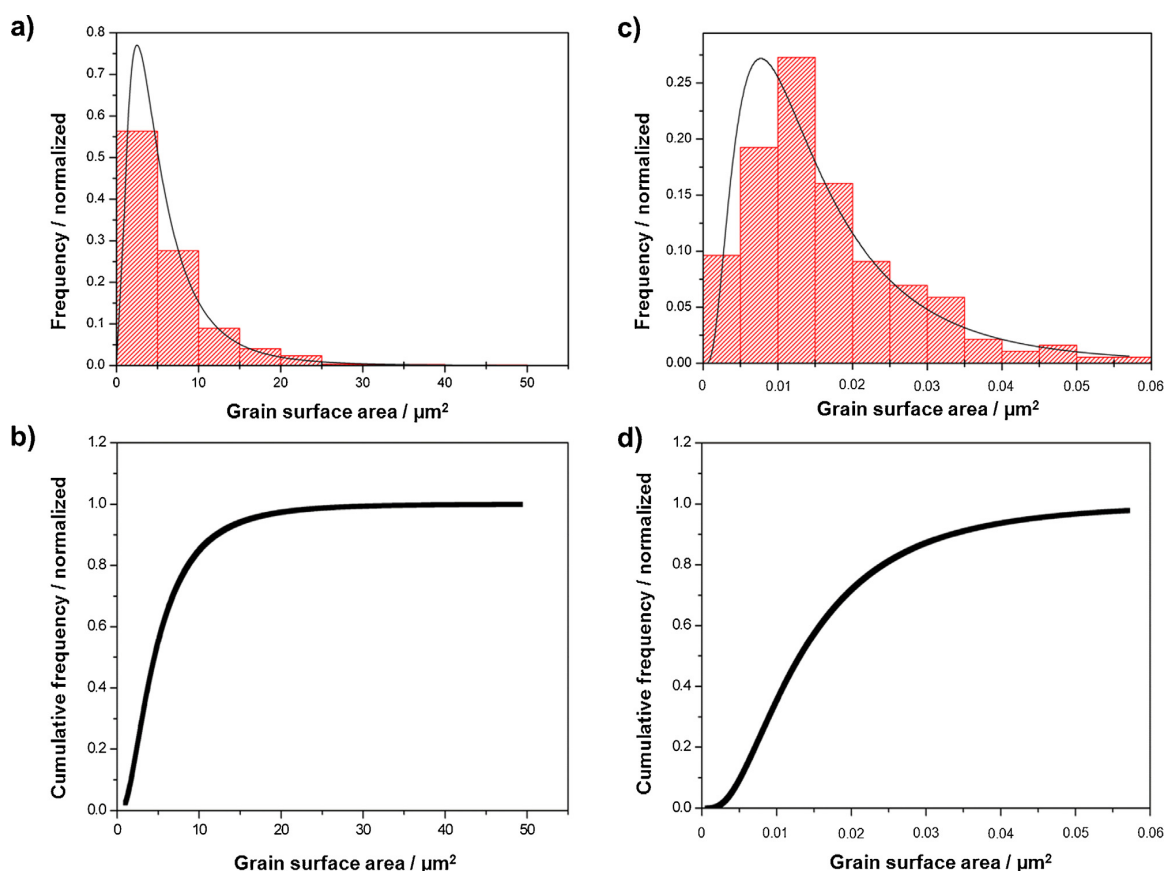 a)
0.8
0.7
0.6
0.5
0.4
0.3
0.2
0.1
0.0
Frequency / normalized
0 10 20 30 40 50
Grain surface area / µm²
c)
0.25
0.20
0.15
0.10
0.05
0.00
Frequency / normalized
0 0.01 0.02 0.03 0.04 0.05 0.06
Grain surface area / µm²
b)
1.2
1.0
0.8
0.6
0.4
0.2
0.0
Cumulative frequency / normalized
0 10 20 30 40 50
Grain surface area / µm²
d)
1.2
1.0
0.8
0.6
0.4
0.2
0.0
Cumulative frequency / normalized
0 0.01 0.02 0.03 0.04 0.05 0.06
Grain surface area / µm²